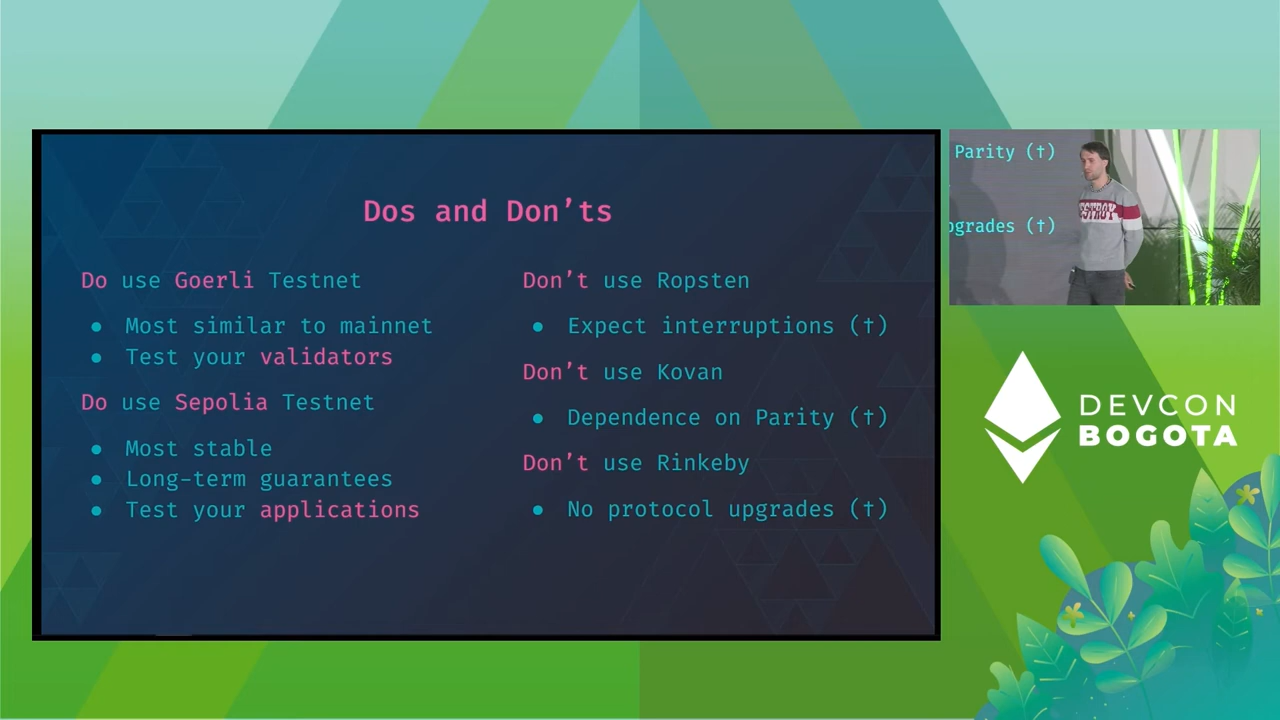 Dos and Don’ts
Do use Goerli Testnet
● Most similar to mainnet
● Test your validators
Do use Sepolia Testnet
● Most stable
● Long-term guarantees
● Test your applications
Don’t use Ropsten
● Expect interruptions (†)
Don’t use Kovan
● Dependence on Parity (†)
Don’t use Rinkeby
● No protocol upgrades (†)
Parity (†)
ogrades (†)
DEVCON
BOGOTA